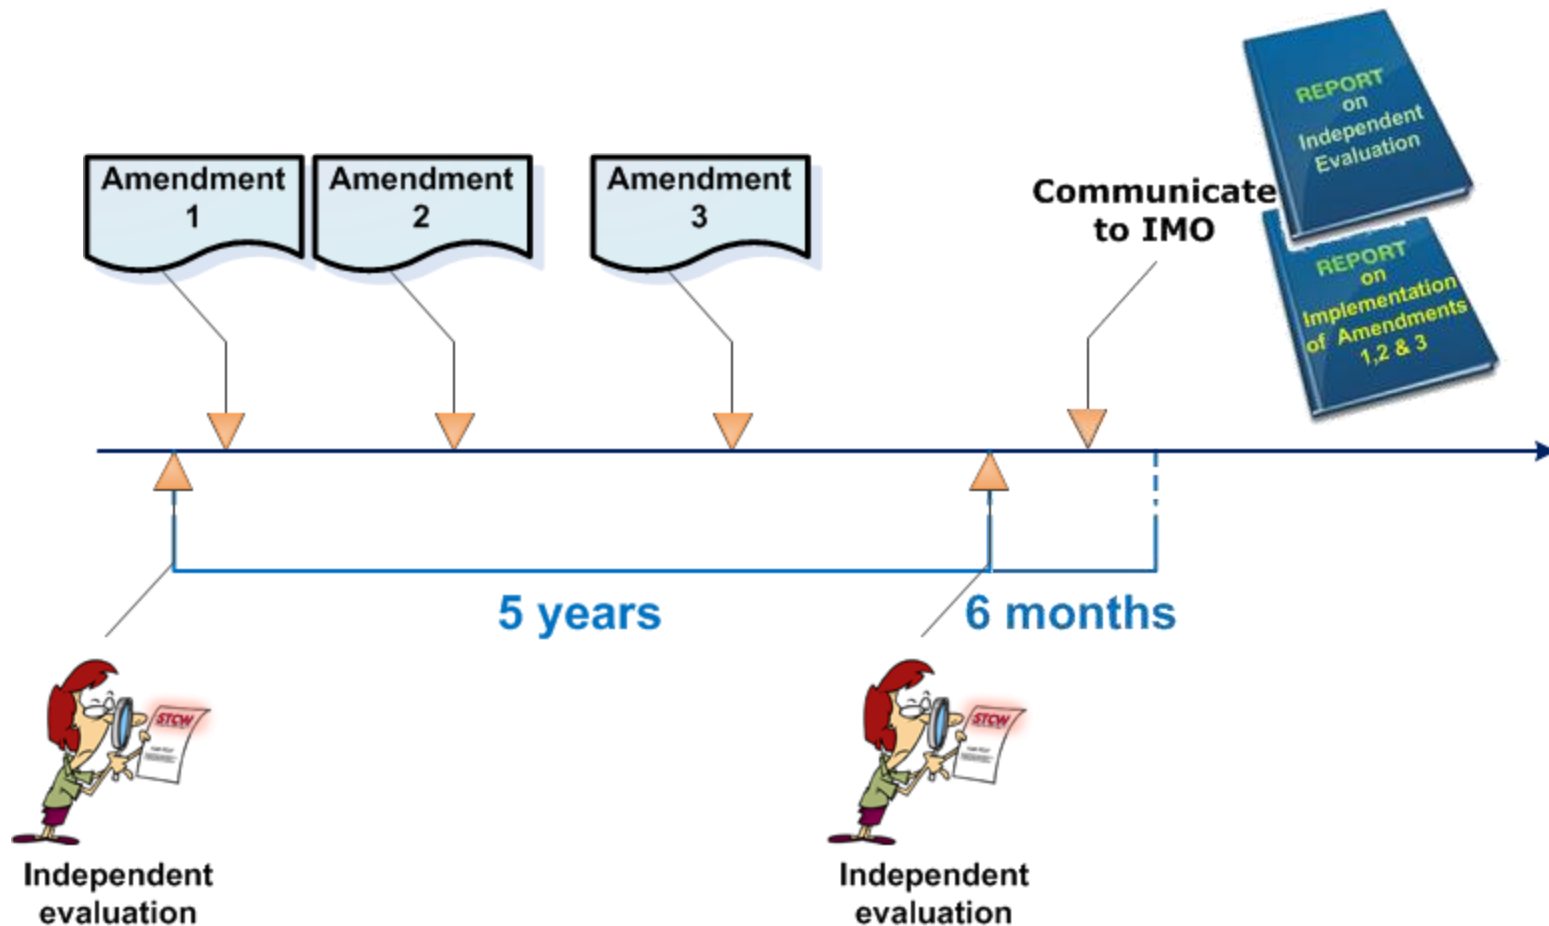 REPORT
on
Independent
Evaluation
Amendment
1
Amendment
2
Amendment
3
Communicate
to IMO
REPORT
on
Implementation
of Amendments
1,2 & 3
5 years
6 months
STCW
STCW
Independent
evaluation
Independent
evaluation